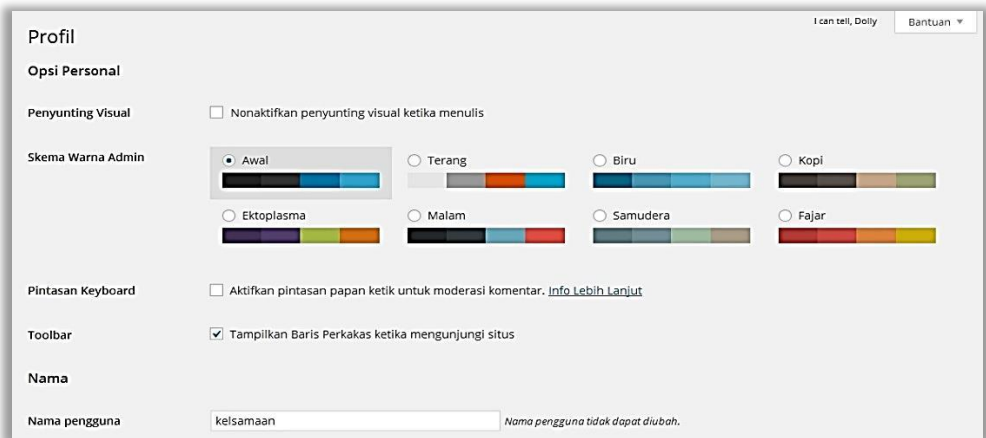 I can tell, Dolly Bantuan
Profil
Opsi Personal
Penyunting Visual Nonaktifkan penyunting visual ketika menulis
Skema Warna Admin Awal Terang Biru Kopi
Ektoplasma Malam Samudera Fajar
Pintasan Keyboard Aktifkan pintasan papan ketik untuk moderasi komentar. Info Lebih Lanjut
Toolbar Tampilkan Baris Perkakas ketika mengunjungi situs
Nama
Nama pengguna kelsamaan Nama pengguna tidak dapat diubah.